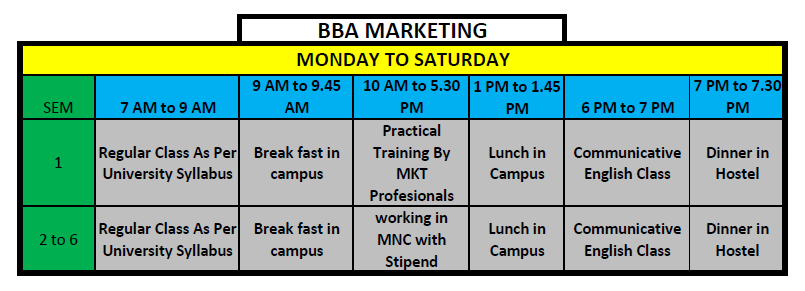 BBA MARKETING
MONDAY TO SATURDAY
SEM
7 AM to 9 AM
9 AM to 9.45
AM
10 AM to 5.30
PM
1 PM to 1.45
PM
6 PM to 7 PM
7 PM to 7.30
PM
1
Regular Class As Per
University Syllabus
Break fast in
campus
Practical
Training By
MKT
Profesionals
Lunch in
Campus
Communicative
English Class
Dinner in
Hostel
2 to 6
Regular Class As Per
University Syllabus
Break fast in
campus
working in
MNC with
Stipend
Lunch in
Campus
Communicative
English Class
Dinner in
Hostel